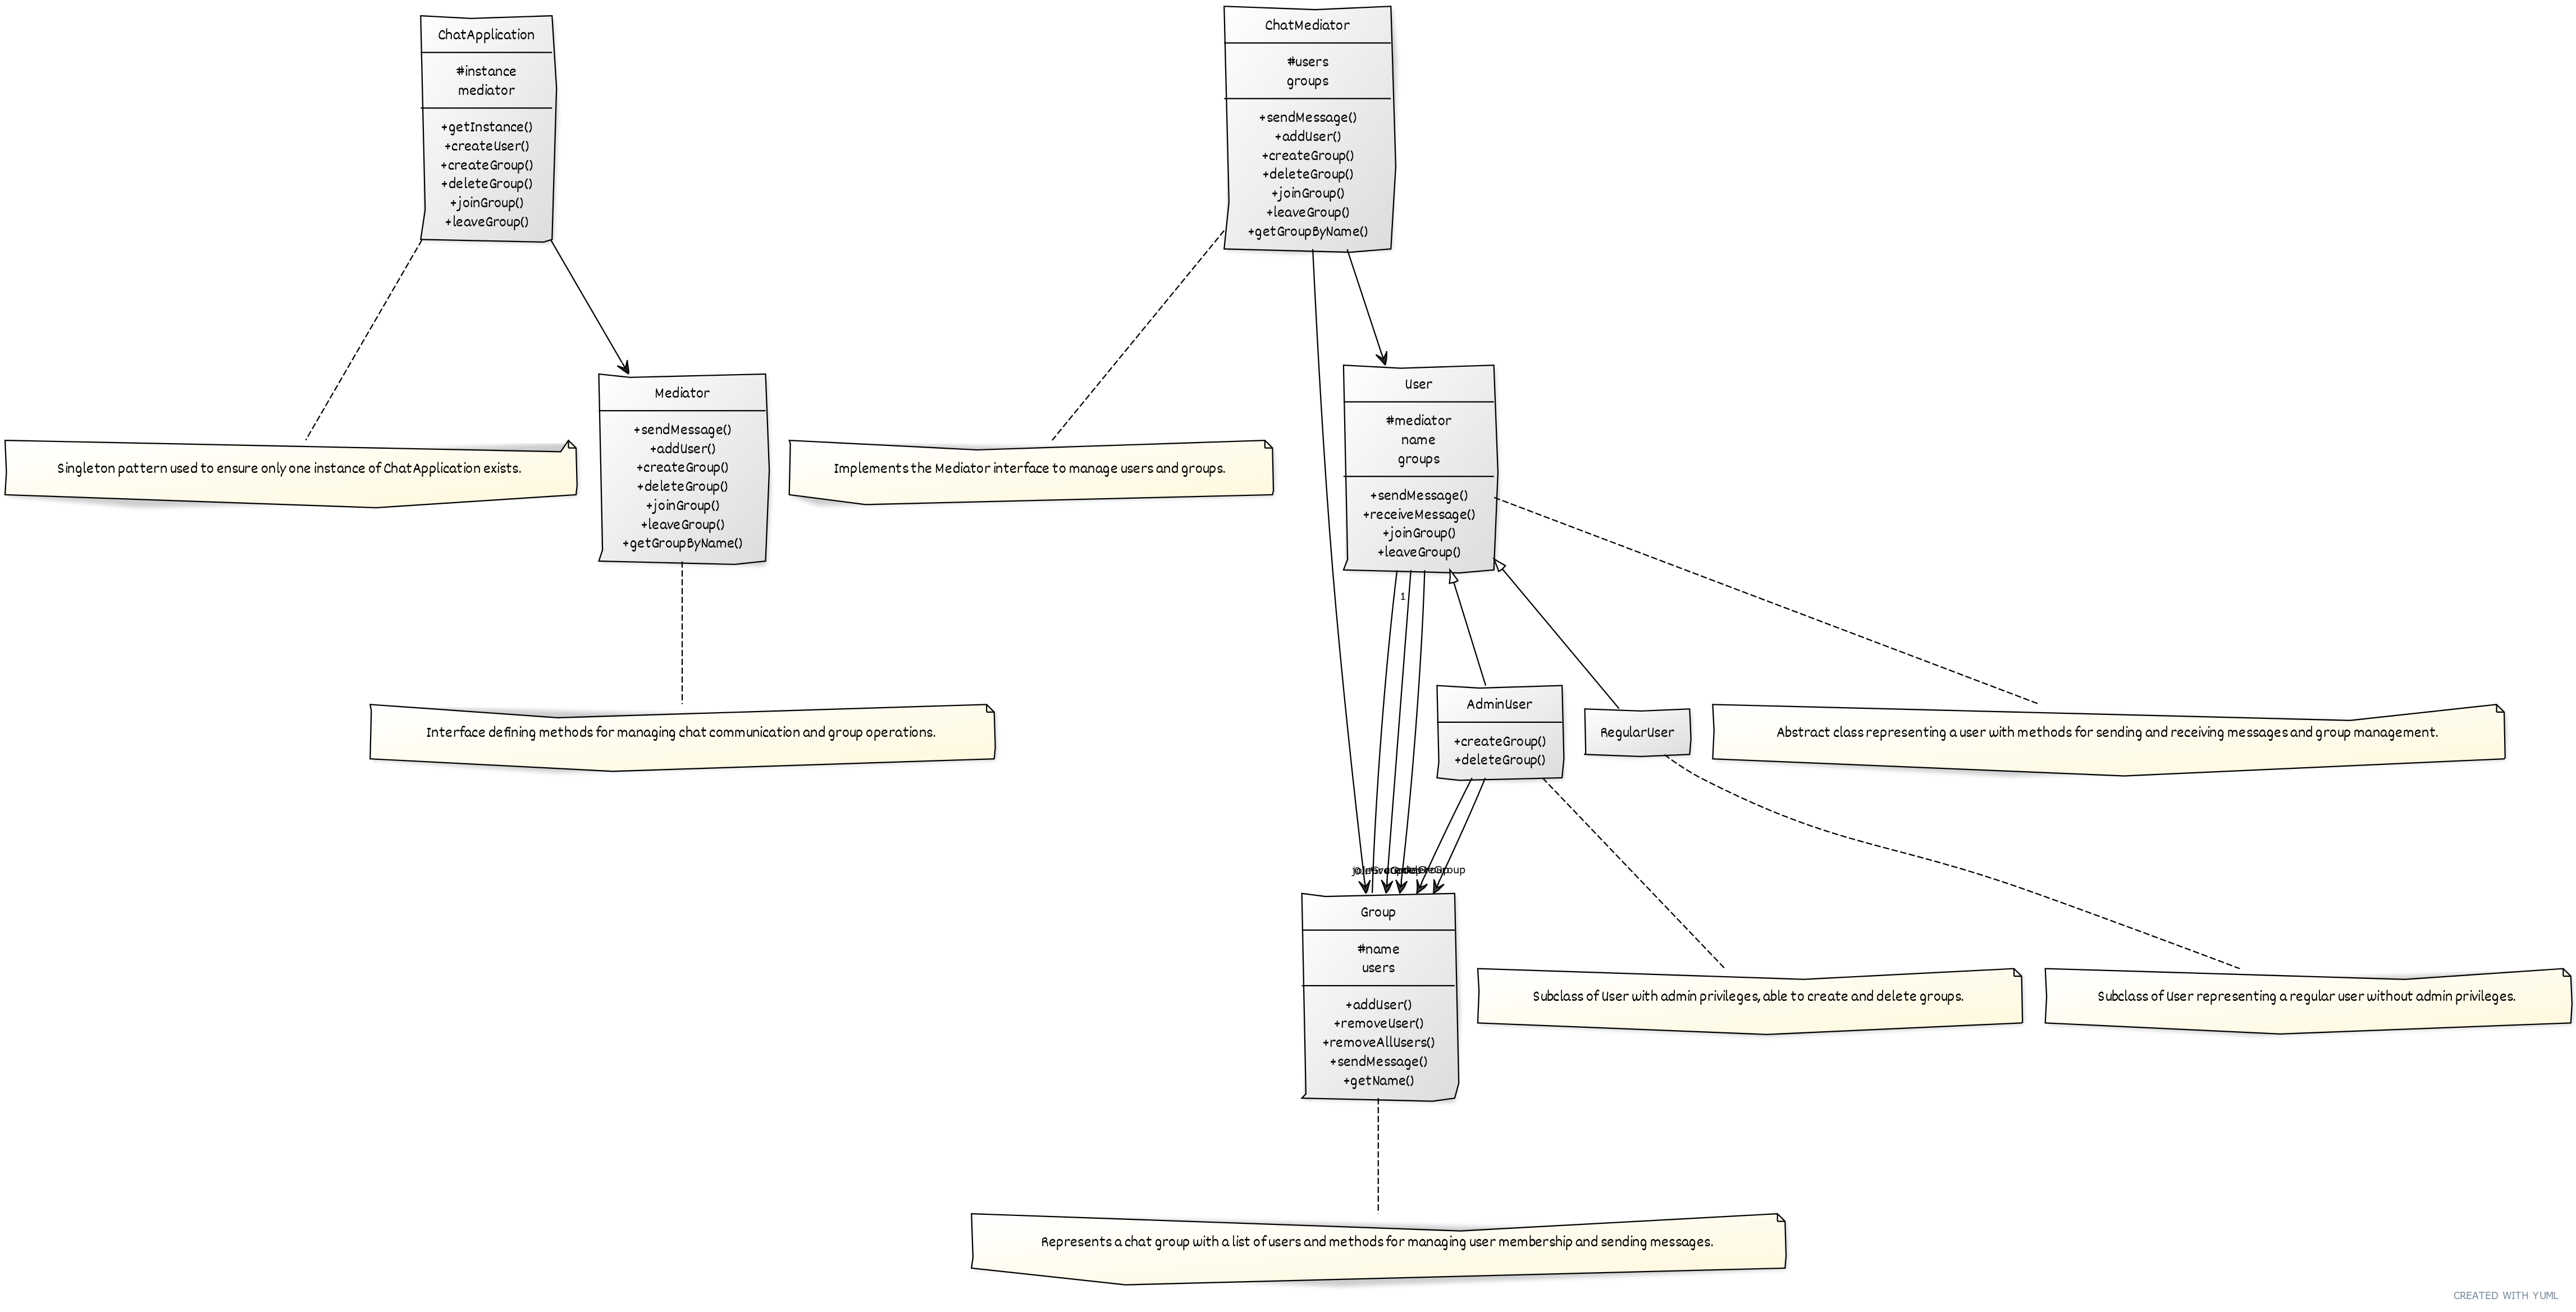 ChatApplication
#instance
mediator
+getInstance()
+createUser()
+createGroup()
+deleteGroup()
+joinGroup()
+leaveGroup()
ChatMediator
#users
groups
+sendMessage()
+addUser()
+createGroup()
+deleteGroup()
+joinGroup()
+leaveGroup()
+getGroupByName()
Singleton pattern used to ensure only one instance of ChatApplication exists.
Mediator
+sendMessage()
+addUser()
+createGroup()
+deleteGroup()
+joinGroup()
+leaveGroup()
+getGroupByName()
Implements the Mediator interface to manage users and groups.
User
#mediator
name
groups
+sendMessage()
+receiveMessage()
+joinGroup()
+leaveGroup()
1
Interface defining methods for managing chat communication and group operations.
AdminUser
+createGroup()
+deleteGroup()
RegularUser
Abstract class representing a user with methods for sending and receiving messages and group management.
Group
#name
users
+addUser()
+removeUser()
+removeAllUsers()
+sendMessage()
+getName()
Subclass of User with admin privileges, able to create and delete groups.
Subclass of User representing a regular user without admin privileges.
Represents a chat group with a list of users and methods for managing user membership and sending messages.
CREATED WITH YUML